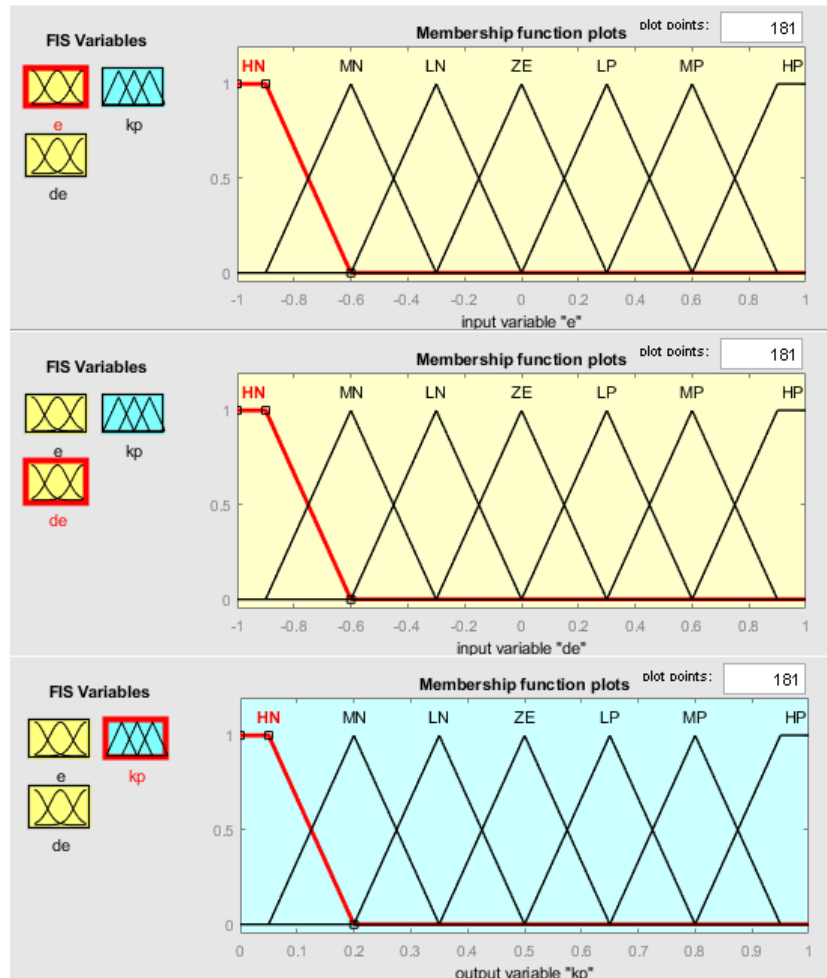 FIS Variables
Membership function plots plot points: 181
e kp
de
HN MN LN ZE LP MP HP
1
0.5
0
-1 -0.8 -0.6 -0.4 -0.2 0 0.2 0.4 0.6 0.8 1
input variable "e"
FIS Variables
Membership function plots plot points: 181
e kp
de
HN MN LN ZE LP MP HP
1
0.5
0
-1 -0.8 -0.6 -0.4 -0.2 0 0.2 0.4 0.6 0.8 1
input variable "de"
FIS Variables
Membership function plots plot points: 181
e kp
de
HN MN LN ZE LP MP HP
1
0.5
0
0 0.1 0.2 0.3 0.4 0.5 0.6 0.7 0.8 0.9 1
output variable "kp"